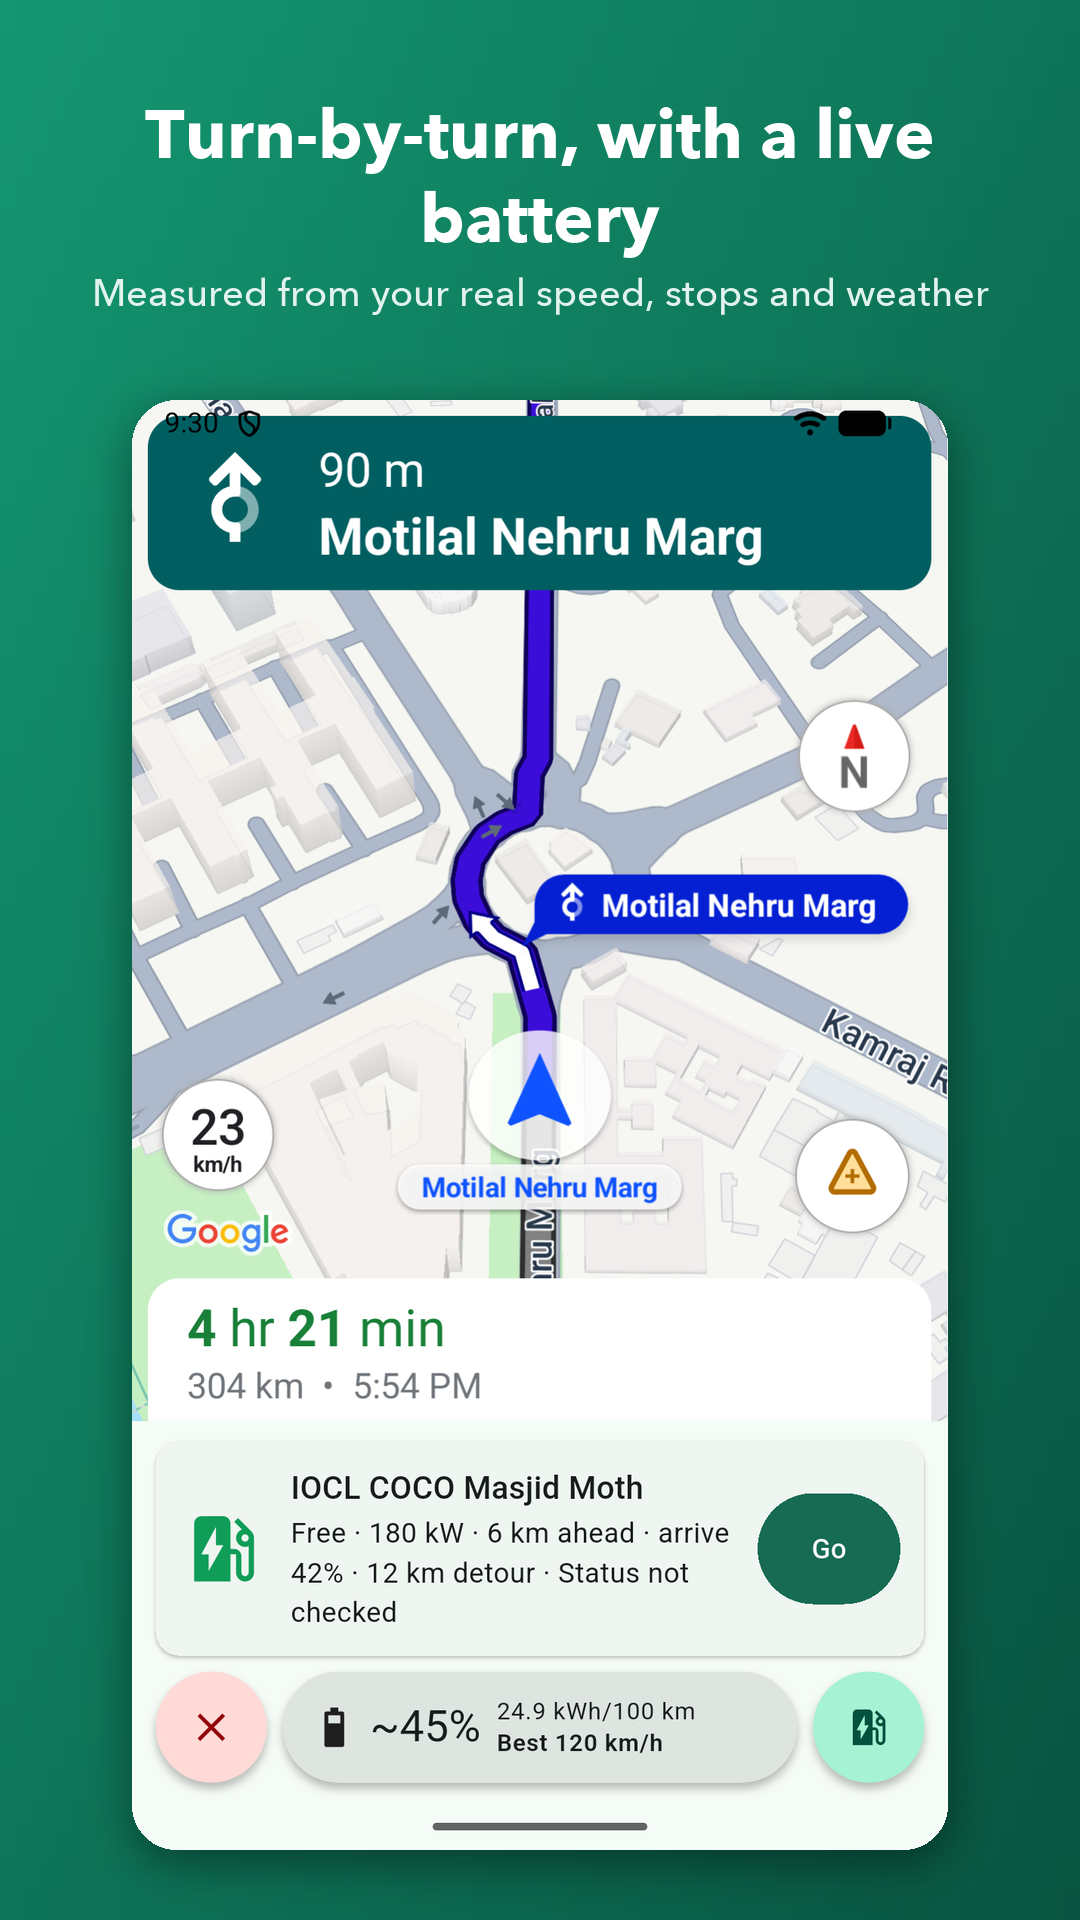 Turn-by-turn, with a live
battery
Measured from your real speed, stops and weather
9:30
90 m
Motilal Nehru Marg
N
Motilal Nehru Marg
Kamraj R
23
km/h
Motilal Nehru Marg
Google
4 hr 21 min
304 km • 5:54 PM
IOCL COCO Masjid Moth
Free · 180 kW · 6 km ahead · arrive
42% · 12 km detour · Status not
checked
Go
~45%
24.9 kWh/100 km
Best 120 km/h